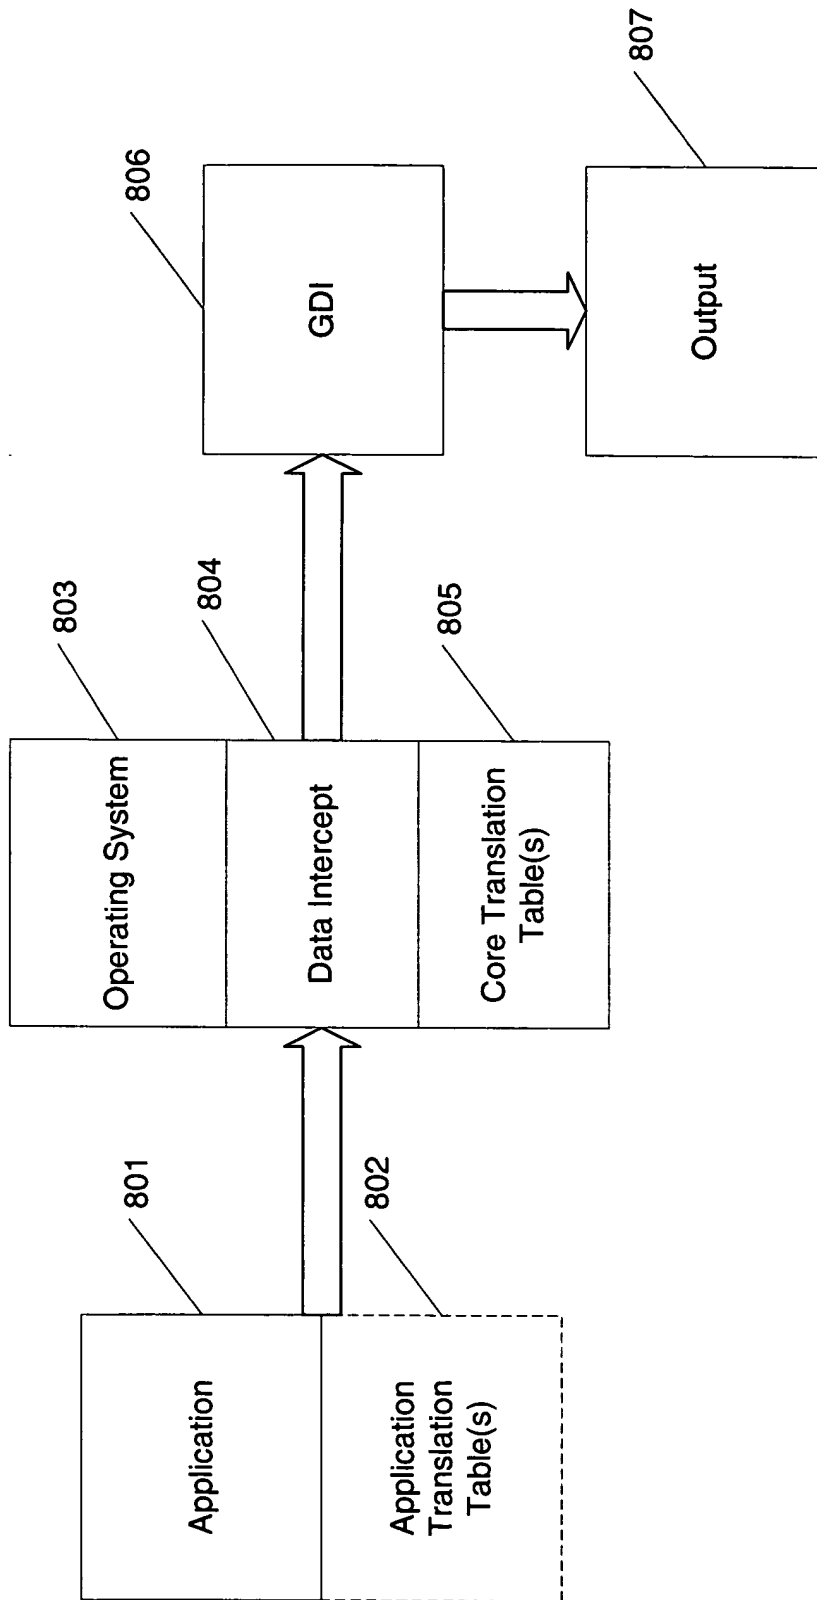 801
Application
802
Application
Translation
Table(s)
803
Operating System
804
Data Intercept
805
Core Translation
Table(s)
806
GDI
807
Output